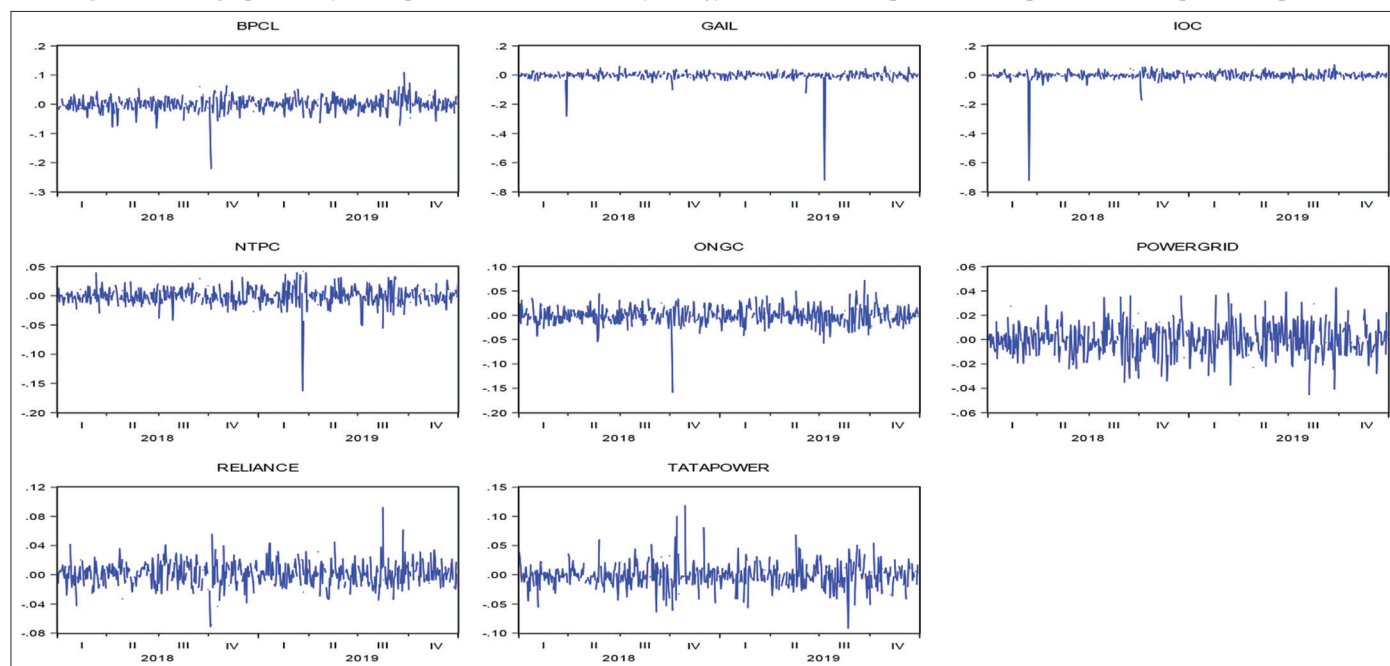 BPCL GAIL IOC
.2 .2 .2
.1 .0 .0
.0 -.2 -.2
-.1 -.4 -.4
-.2 -.6 -.6
-.3 -.8 -.8
I II III IV I II III IV I II III IV I II III IV I II III IV I II III IV
2018 2019 2018 2019 2018 2019
NTPC ONGC POWERGRID
.05 .10 .06
.00 .05 .04
-.05 .00 .02
-.10 -.05 .00
-.15 -.10 -.02
-.20 -.15 -.04
-.20 -.06
I II III IV I II III IV I II III IV I II III IV I II III IV I II III IV
2018 2019 2018 2019 2018 2019
RELIANCE TATAPOWER
.12 .15
.08 .10
.04 .05
.00 .00
-.04 -.05
-.08 -.10
I II III IV I II III IV I II III IV I II III IV
2018 2019 2018 2019